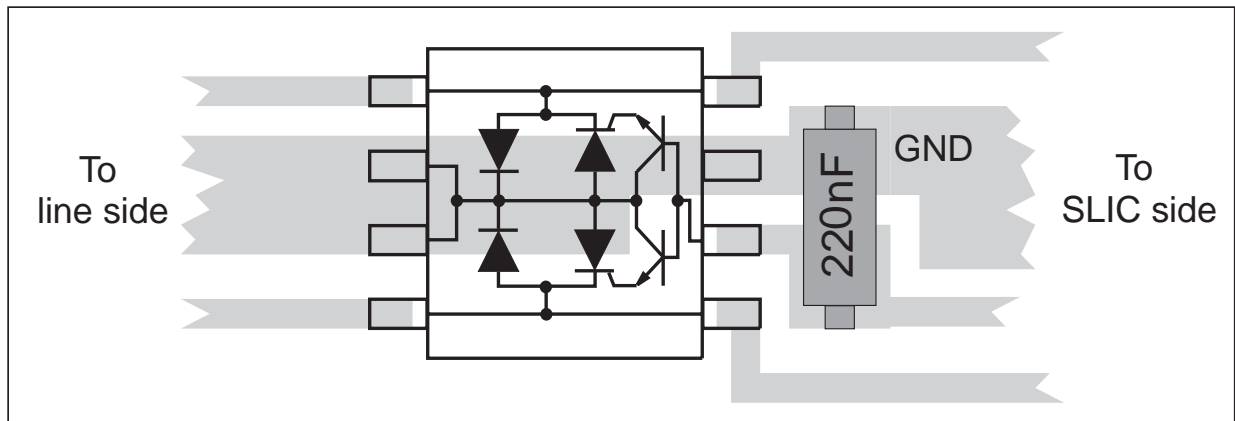 To
line side
220nF
GND
To
SLIC side